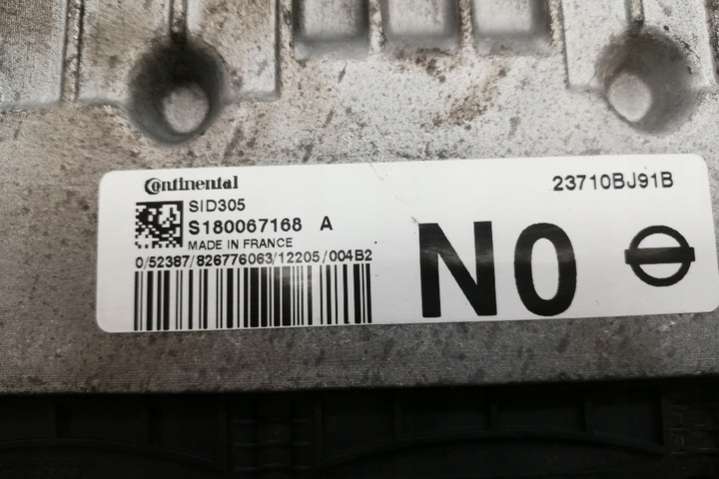 Continental
23710BJ91B
SID305
S180067168 A
MADE IN FRANCE
0/52387/826776063/12205/004B2
N0